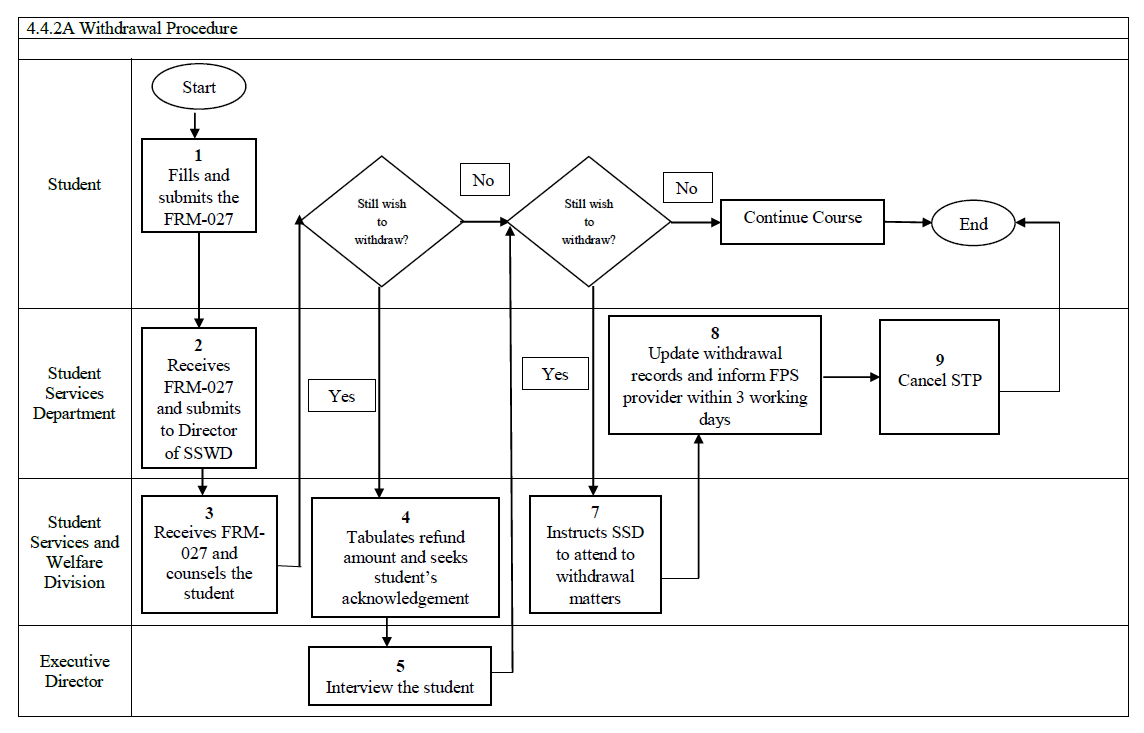 4.4.2A Withdrawal Procedure
Student
Start
1
Fills and
submits the
FRM-027
Still wish
to
withdraw?
No
Still wish
to
withdraw?
No
Continue Course
End
Student
Services
Department
2
Receives
FRM-027
and submits
to Director
of SSWD
Yes
Yes
8
Update withdrawal
records and inform FPS
provider within 3 working
days
9
Cancel STP
Student
Services and
Welfare
Division
3
Receives FRM-
027 and
counsels the
student
4
Tabulates refund
amount and seeks
student’s
acknowledgement
7
Instructs SSD
to attend to
withdrawal
matters
Executive
Director
5
Interview the student